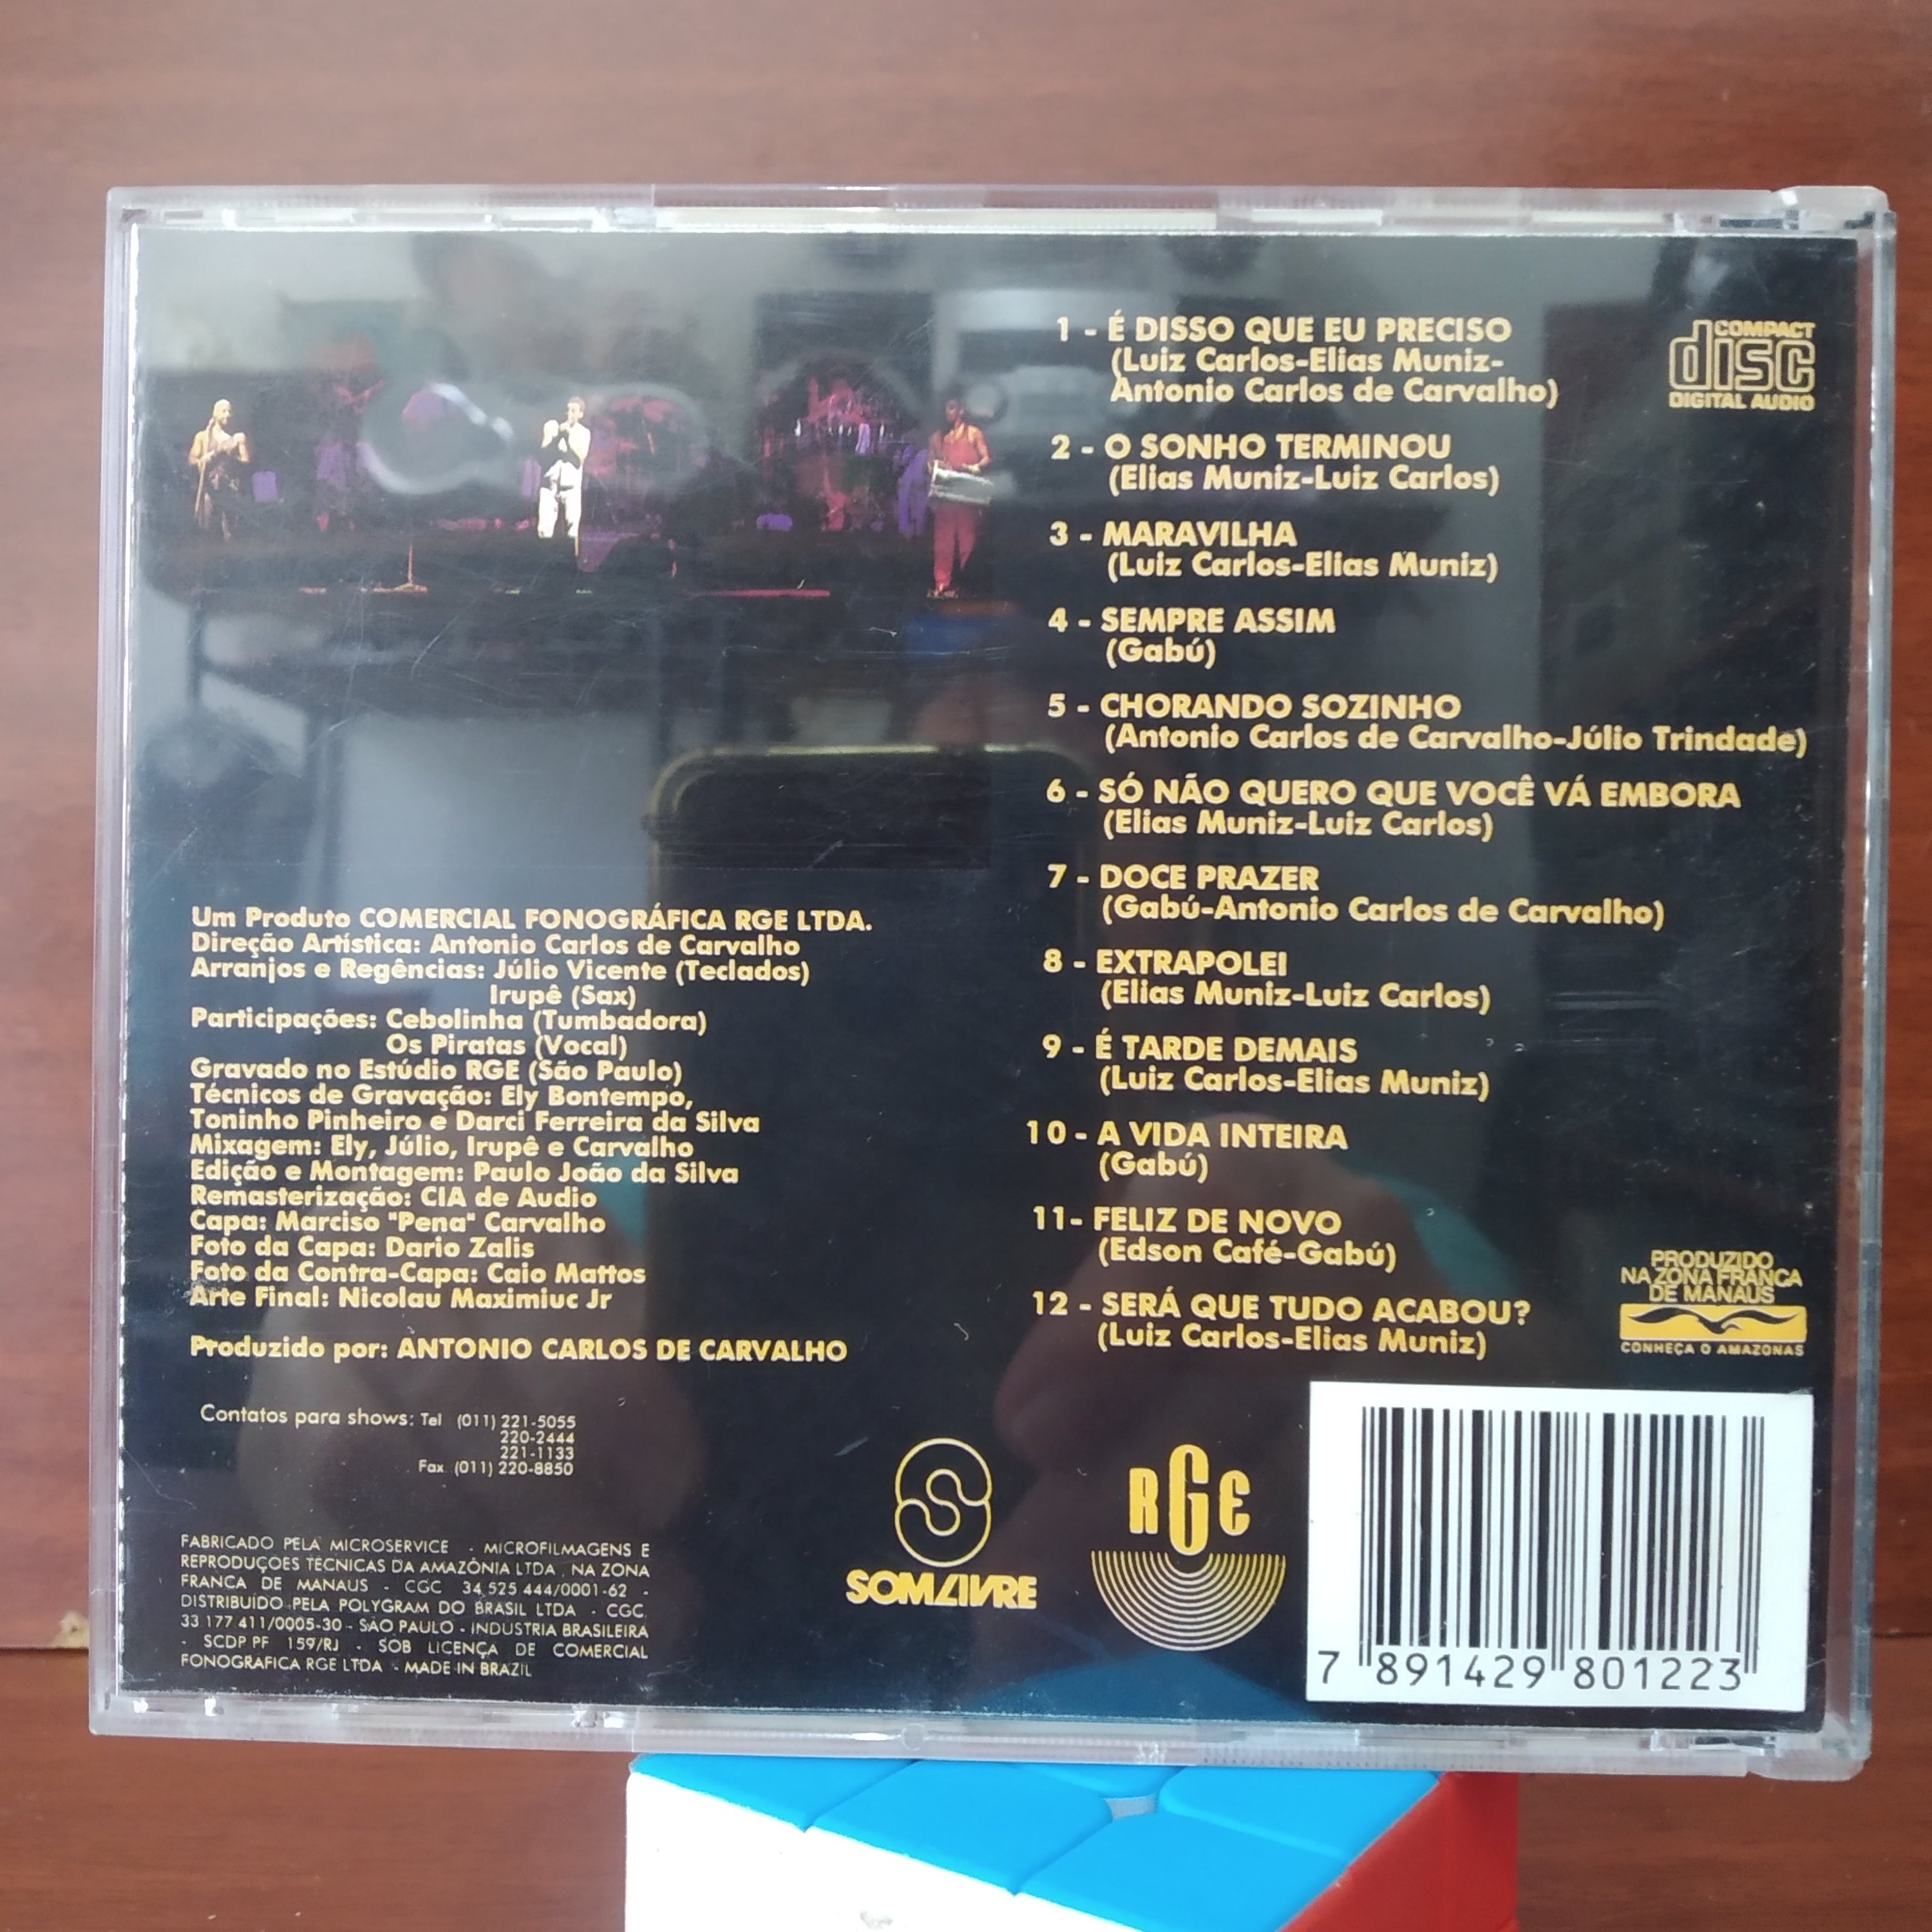 1 - É DISSO QUE EU PRECISO
(Luiz Carlos-Elias Muniz-
Antonio Carlos de Carvalho)
2 - O SONHO TERMINOU
(Elias Muniz-Luiz Carlos)
3 - MARAVILHA
(Luiz Carlos-Elias Muniz)
4 - SEMPRE ASSIM
(Gabú)
5 - CHORANDO SOZINHO
(Antonio Carlos de Carvalho-Júlio Trindade)
6 - SÓ NÃO QUERO QUE VOCÊ VÁ EMBORA
(Elias Muniz-Luiz Carlos)
7 - DOCE PRAZER
(Gabú-Antonio Carlos de Carvalho)
8 - EXTRAPOLEI
(Elias Muniz-Luiz Carlos)
9 - É TARDE DEMAIS
(Luiz Carlos-Elias Muniz)
10 - A VIDA INTEIRA
(Gabú)
11- FELIZ DE NOVO
(Edson Café-Gabú)
12 - SERÁ QUE TUDO ACABOU?
(Luiz Carlos-Elias Muniz)
COMPACT
disc
DIGITAL AUDIO
Um Produto COMERCIAL FONOGRÁFICA RGE LTDA.
Direção Artística: Antonio Carlos de Carvalho
Arranjos e Regências: Júlio Vicente (Teclados)
Irupê (Sax)
Participações: Cebolinha (Tumbadora)
Os Piratas (Vocal)
Gravado no Estúdio RGE (São Paulo)
Técnicos de Gravação: Ely Bontempo,
Toninho Pinheiro e Darci Ferreira da Silva
Mixagem: Ely, Júlio, Irupê e Carvalho
Edição e Montagem: Paulo João da Silva
Remasterização: CIA de Audio
Capa: Marciso "Pena" Carvalho
Foto da Capa: Dario Zalis
Foto da Contra-Capa: Caio Mattos
Arte Final: Nicolau Maximiuc Jr
Produzido por: ANTONIO CARLOS DE CARVALHO
Contatos para shows: Tel (011) 221-5055
220-2444
221-1133
Fax (011) 220-8850
FABRICADO PELA MICROSERVICE - MICROFILMAGENS E
REPRODUÇOES TÉCNICAS DA AMAZÔNIA LTDA. NA ZONA
FRANCA DE MANAUS - CGC 34.525.444/0001-62 -
DISTRIBUÍDO PELA POLYGRAM DO BRASIL LTDA - CGC.
33.177.411/0005-30 - SÃO PAULO - INDUSTRIA BRASILEIRA
- SCDP PF 159/RJ - SOB LICENÇA DE COMERCIAL
FONOGRAFICA RGE LTDA - MADE IN BRAZIL
SOM LIVRE
RGE
PRODUZIDO
NA ZONA FRANCA
DE MANAUS
CONHEÇA O AMAZONAS
7 891429 801223